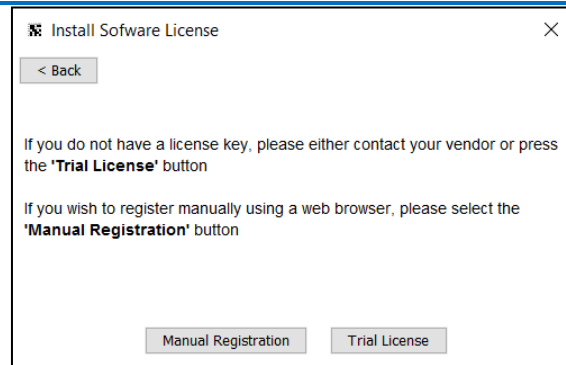 Install Sofware License
< Back
If you do not have a license key, please either contact your vendor or press
the 'Trial License' button
If you wish to register manually using a web browser, please select the
'Manual Registration' button
Manual Registration Trial License